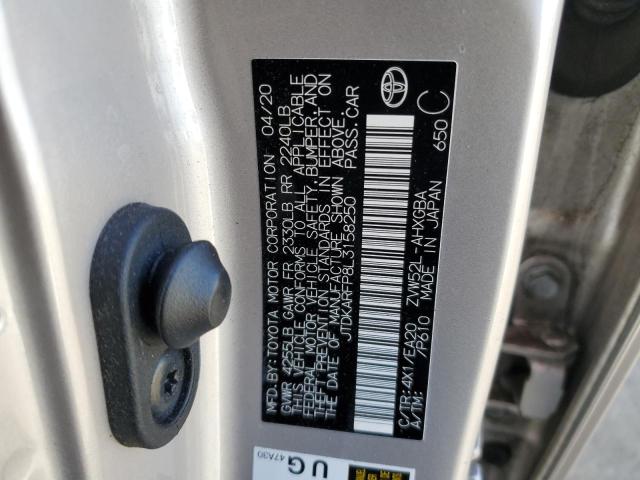 MFD.BY:TOYOTA MOTOR CORPORATION 04/20
GVWR 4255LB GAWR FR 2330LB RR 2240LB
THIS VEHICLE CONFORMS TO ALL APPLICABLE
FEDERAL MOTOR VEHICLE SAFETY, BUMPER, AND
THEFT PREVENTION STANDARDS IN EFFECT ON
THE DATE OF MANUFACTURE SHOWN ABOVE.
JTDKARFP8L3158250 PASS.CAR
C/TR:4X1/EA20 ZVW52L-AHXGBA
A/TM: /P610 MADE IN JAPAN 650 C
47A30
UG